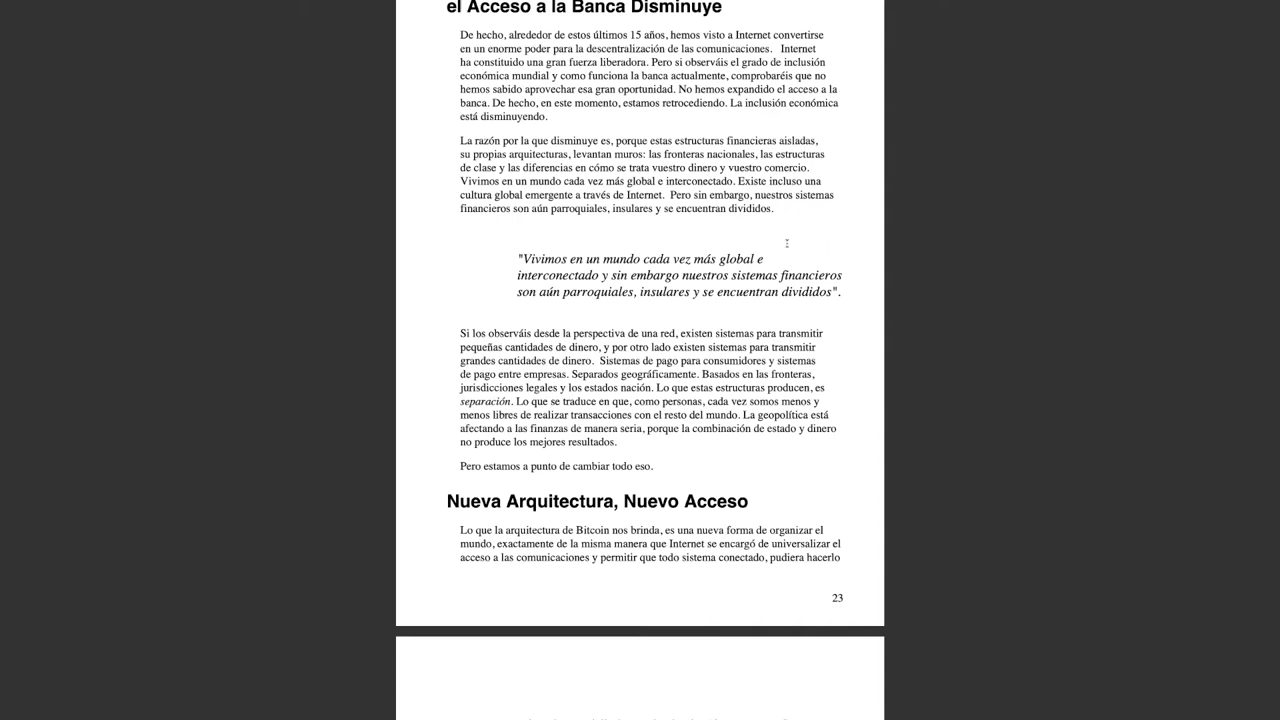 el Acceso a la Banca Disminuye
De hecho, alrededor de estos últimos 15 años, hemos visto a Internet convertirse
en un enorme poder para la descentralización de las comunicaciones. Internet
ha constituido una gran fuerza liberadora. Pero si observáis el grado de inclusión
económica mundial y como funciona la banca actualmente, comprobaréis que no
hemos sabido aprovechar esa gran oportunidad. No hemos expandido el acceso a la
banca. De hecho, en este momento, estamos retrocediendo. La inclusión económica
está disminuyendo.
La razón por la que disminuye es, porque estas estructuras financieras aisladas,
su propias arquitecturas, levantan muros: las fronteras nacionales, las estructuras
de clase y las diferencias en cómo se trata vuestro dinero y vuestro comercio.
Vivimos en un mundo cada vez más global e interconectado. Existe incluso una
cultura global emergente a través de Internet. Pero sin embargo, nuestros sistemas
financieros son aún parroquiales, insulares y se encuentran divididos.
"Vivimos en un mundo cada vez más global e
interconectado y sin embargo nuestros sistemas financieros
son aún parroquiales, insulares y se encuentran divididos".
Si los observáis desde la perspectiva de una red, existen sistemas para transmitir
pequeñas cantidades de dinero, y por otro lado existen sistemas para transmitir
grandes cantidades de dinero. Sistemas de pago para consumidores y sistemas
de pago entre empresas. Separados geográficamente. Basados en las fronteras,
jurisdicciones legales y los estados nación. Lo que estas estructuras producen, es
separación. Lo que se traduce en que, como personas, cada vez somos menos y
menos libres de realizar transacciones con el resto del mundo. La geopolítica está
afectando a las finanzas de manera seria, porque la combinación de estado y dinero
no produce los mejores resultados.
Pero estamos a punto de cambiar todo eso.
Nueva Arquitectura, Nuevo Acceso
Lo que la arquitectura de Bitcoin nos brinda, es una nueva forma de organizar el
mundo, exactamente de la misma manera que Internet se encargó de universalizar el
acceso a las comunicaciones y permitir que todo sistema conectado, pudiera hacerlo
23